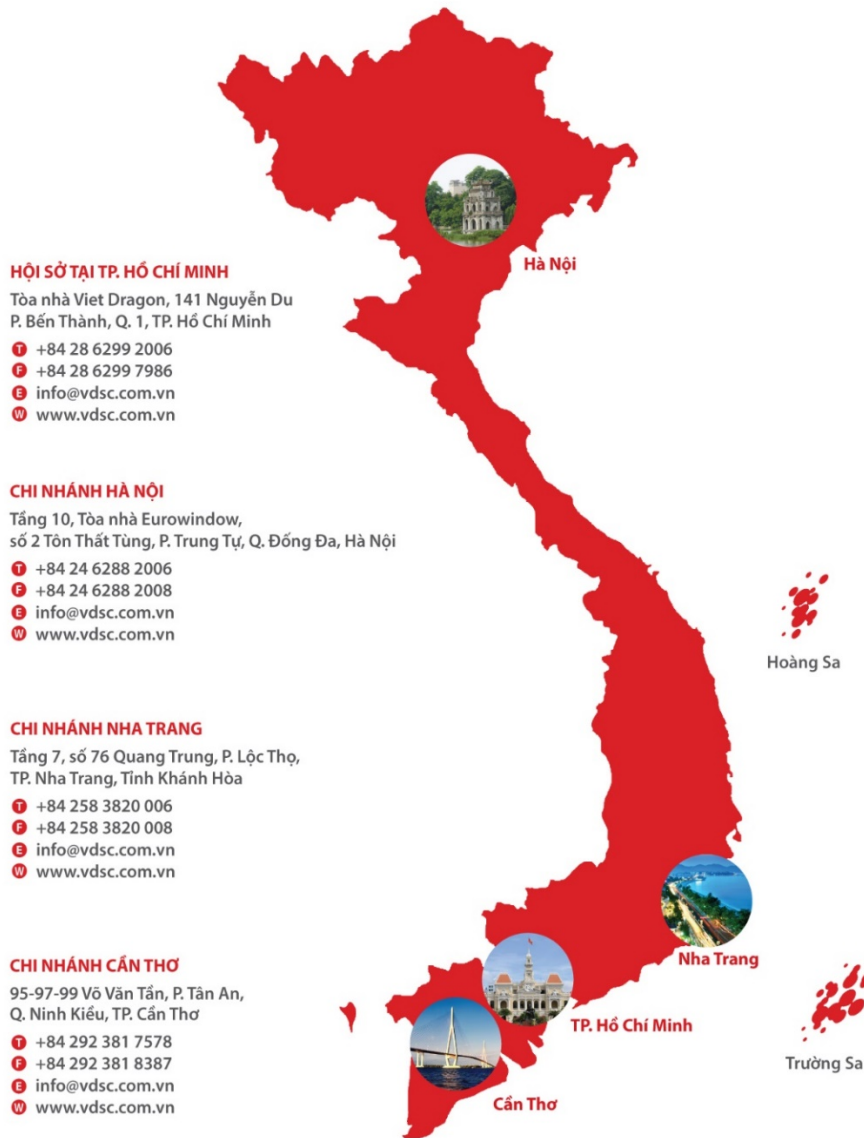 HỘI SỞ TẠI TP. HỒ CHÍ MINH
Tòa nhà Viet Dragon, 141 Nguyễn Du
P. Bến Thành, Q. 1, TP. Hồ Chí Minh
T +84 28 6299 2006
F +84 28 6299 7986
E info@vdsc.com.vn
W www.vdsc.com.vn
CHI NHÁNH HÀ NỘI
Tầng 10, Tòa nhà Eurowindow,
số 2 Tôn Thất Tùng, P. Trung Tự, Q. Đống Đa, Hà Nội
T +84 24 6288 2006
F +84 24 6288 2008
E info@vdsc.com.vn
W www.vdsc.com.vn
CHI NHÁNH NHA TRANG
Tầng 7, số 76 Quang Trung, P. Lộc Thọ,
TP. Nha Trang, Tỉnh Khánh Hòa
T +84 258 3820 006
F +84 258 3820 008
E info@vdsc.com.vn
W www.vdsc.com.vn
CHI NHÁNH CẦN THƠ
95-97-99 Võ Văn Tần, P. Tân An,
Q. Ninh Kiều, TP. Cần Thơ
T +84 292 381 7578
F +84 292 381 8387
E info@vdsc.com.vn
W www.vdsc.com.vn
Hà Nội
Hoàng Sa
Nha Trang
TP. Hồ Chí Minh
Trường Sa
Cần Thơ